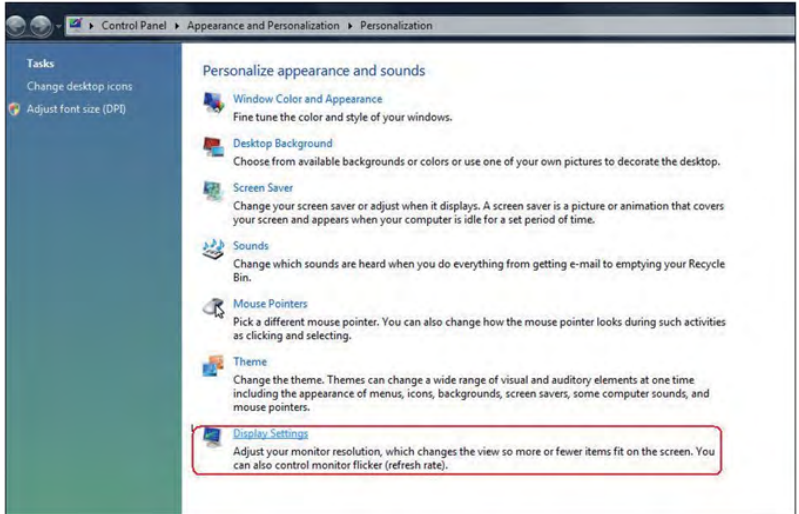 Control Panel ▸ Appearance and Personalization ▸ Personalization
Tasks
Change desktop icons
Adjust font size (DPI)
Personalize appearance and sounds
Window Color and Appearance
Fine tune the color and style of your windows.
Desktop Background
Choose from available backgrounds or colors or use one of your own pictures to decorate the desktop.
Screen Saver
Change your screen saver or adjust when it displays. A screen saver is a picture or animation that covers
your screen and appears when your computer is idle for a set period of time.
Sounds
Change which sounds are heard when you do everything from getting e-mail to emptying your Recycle
Bin.
Mouse Pointers
Pick a different mouse pointer. You can also change how the mouse pointer looks during such activities
as clicking and selecting.
Theme
Change the theme. Themes can change a wide range of visual and auditory elements at one time
including the appearance of menus, icons, backgrounds, screen savers, some computer sounds, and
mouse pointers.
Display Settings
Adjust your monitor resolution, which changes the view so more or fewer items fit on the screen. You
can also control monitor flicker (refresh rate).